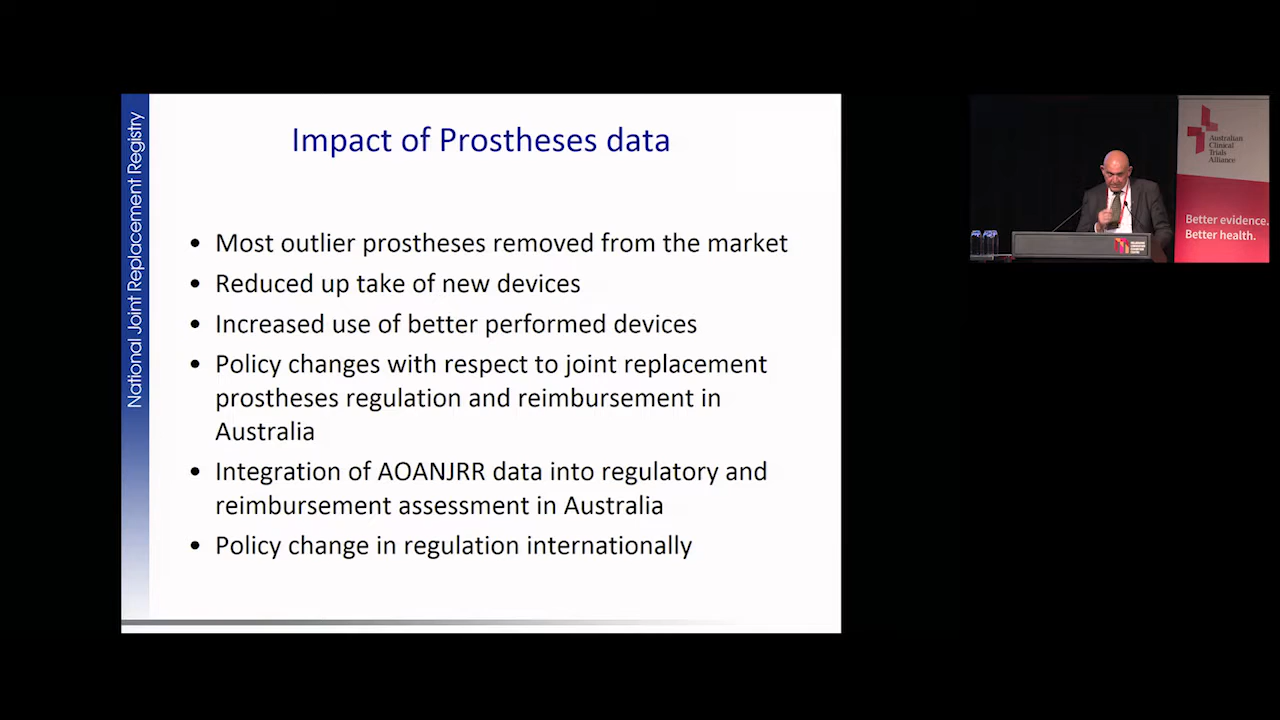 National Joint Replacement Registry
Impact of Prostheses data
• Most outlier prostheses removed from the market
• Reduced up take of new devices
• Increased use of better performed devices
• Policy changes with respect to joint replacement
prostheses regulation and reimbursement in
Australia
• Integration of AOANJRR data into regulatory and
reimbursement assessment in Australia
• Policy change in regulation internationally
Australian
Clinical
Trials
Alliance
Better evidence.
Better health.